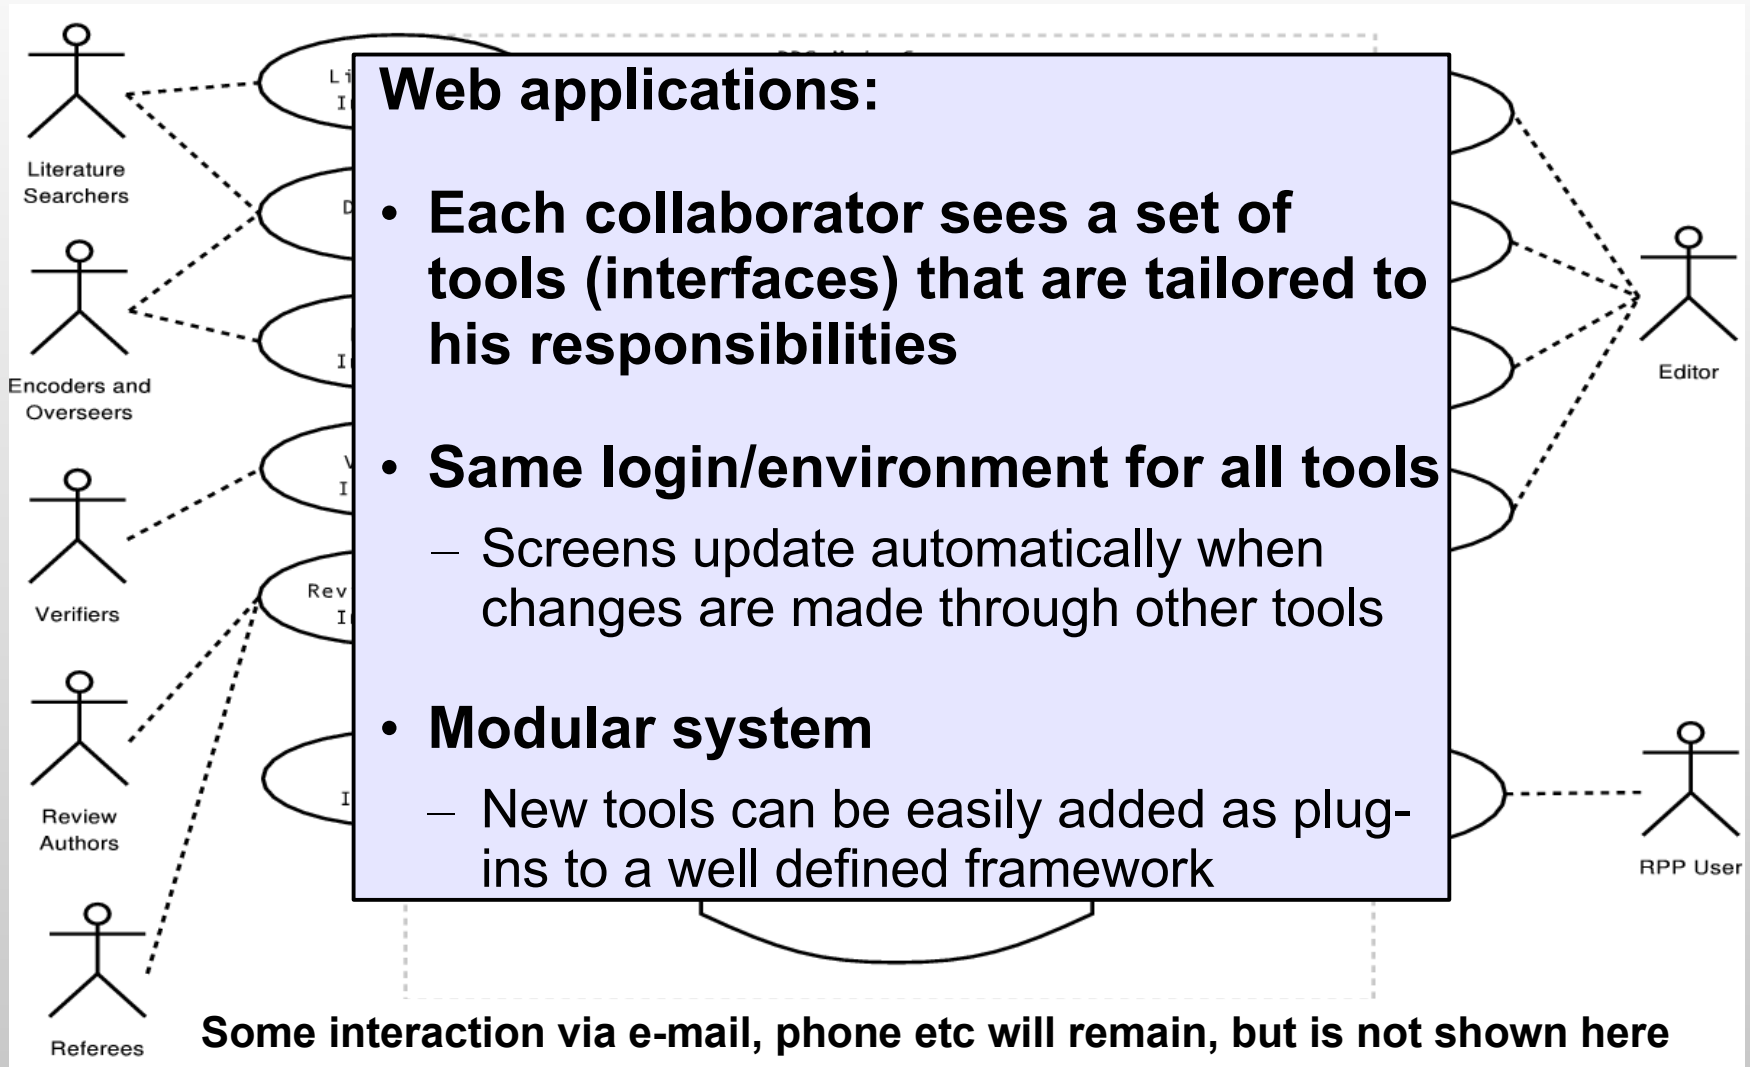 Literature
Searchers
Encoders and
Overseers
Verifiers
Review
Authors
Referees
Web applications:
• Each collaborator sees a set of
tools (interfaces) that are tailored to
his responsibilities
• Same login/environment for all tools
– Screens update automatically when
changes are made through other tools
• Modular system
– New tools can be easily added as plug-
ins to a well defined framework
Editor
RPP User
Some interaction via e-mail, phone etc will remain, but is not shown here